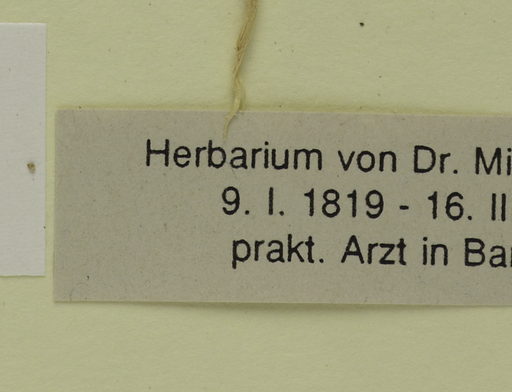 Herbarium von Dr. Mi
9. I. 1819 - 16. II
prakt. Arzt in Ba